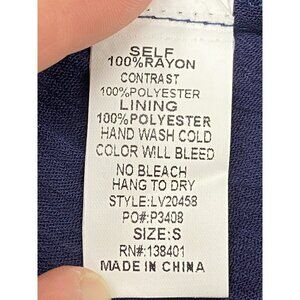 SELF
100%RAYON
CONTRAST
100%POLYESTER
LINING
100%POLYESTER
HAND WASH COLD
COLOR WILL BLEED
NO BLEACH
HANG TO DRY
STYLE:LV20458
PO#:P3408
SIZE:S
RN#:138401
MADE IN CHINA